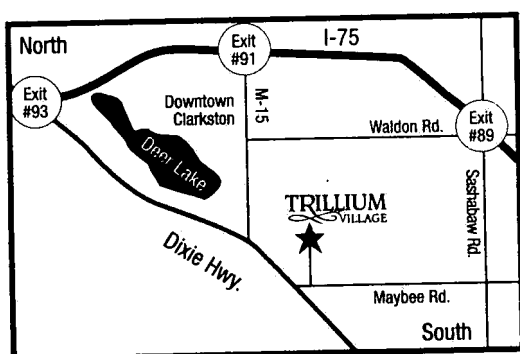 North
Exit
#91
I-75
Exit
#93
Downtown
Clarkston
M-15
Waldon Rd.
Exit
#89
Deer Lake
TRILLIUM
VILLAGE
Sashabaw Rd.
Dixie Hwy.
Maybee Rd.
South